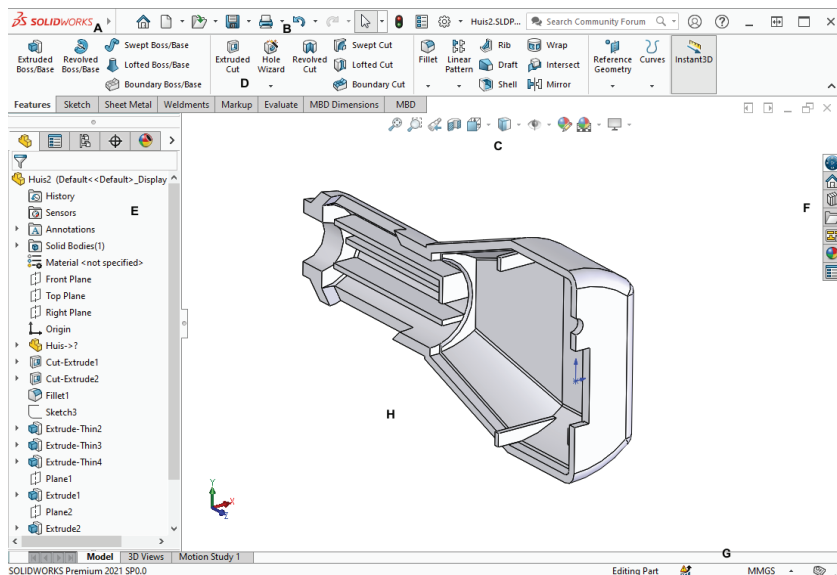 SOLIDWORKS
A
B
Huis2.SLDP...
Search Community Forum
Extruded Boss/Base
Revolved Boss/Base
Swept Boss/Base
Lofted Boss/Base
Boundary Boss/Base
Extruded Cut
Hole Wizard
Revolved Cut
Swept Cut
Lofted Cut
Boundary Cut
Fillet
Linear Pattern
Rib
Draft
Shell
Wrap
Intersect
Mirror
Reference Geometry
Curves
Instant3D
D
Features Sketch Sheet Metal Weldments Markup Evaluate MBD Dimensions MBD
C
Huis2 (Default<<Default>_Display
History
Sensors
E
F
Annotations
Solid Bodies(1)
Material <not specified>
Front Plane
Top Plane
Right Plane
Origin
Huis->?
Cut-Extrude1
Cut-Extrude2
Fillet1
Sketch3
H
Extrude-Thin2
Extrude-Thin3
Extrude-Thin4
Plane1
Extrude1
Plane2
Extrude2
Y
X
Z
Model 3D Views Motion Study 1
G
SOLIDWORKS Premium 2021 SP0.0 Editing Part MMGS